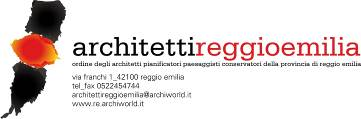 architettireggioemilia
ordine degli architetti pianificatori paesaggisti conservatori della provincia di reggio emilia
via franchi 1_42100 reggio emilia
tel_fax 0522454744
architettireggioemilia@archiworld.it
www.re.archiworld.it